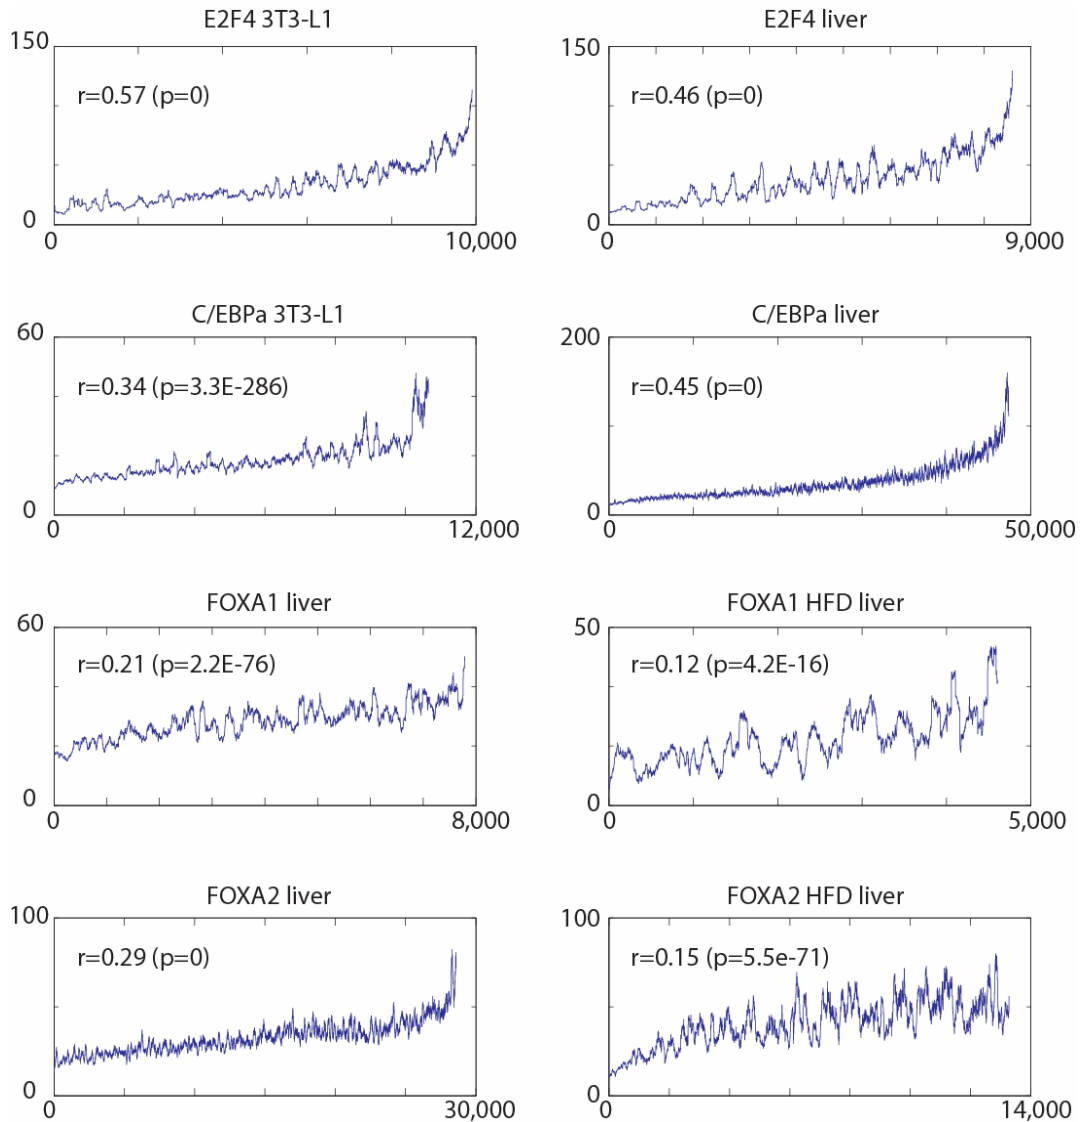 E2F4 3T3-L1
150
r=0.57 (p=0)
0
0
10,000
E2F4 liver
150
r=0.46 (p=0)
0
0
9,000
C/EBPa 3T3-L1
60
r=0.34 (p=3.3E-286)
0
0
12,000
C/EBPa liver
200
r=0.45 (p=0)
0
0
50,000
FOXA1 liver
60
r=0.21 (p=2.2E-76)
0
0
8,000
FOXA1 HFD liver
50
r=0.12 (p=4.2E-16)
0
0
5,000
FOXA2 liver
100
r=0.29 (p=0)
0
0
30,000
FOXA2 HFD liver
100
r=0.15 (p=5.5e-71)
0
0
14,000